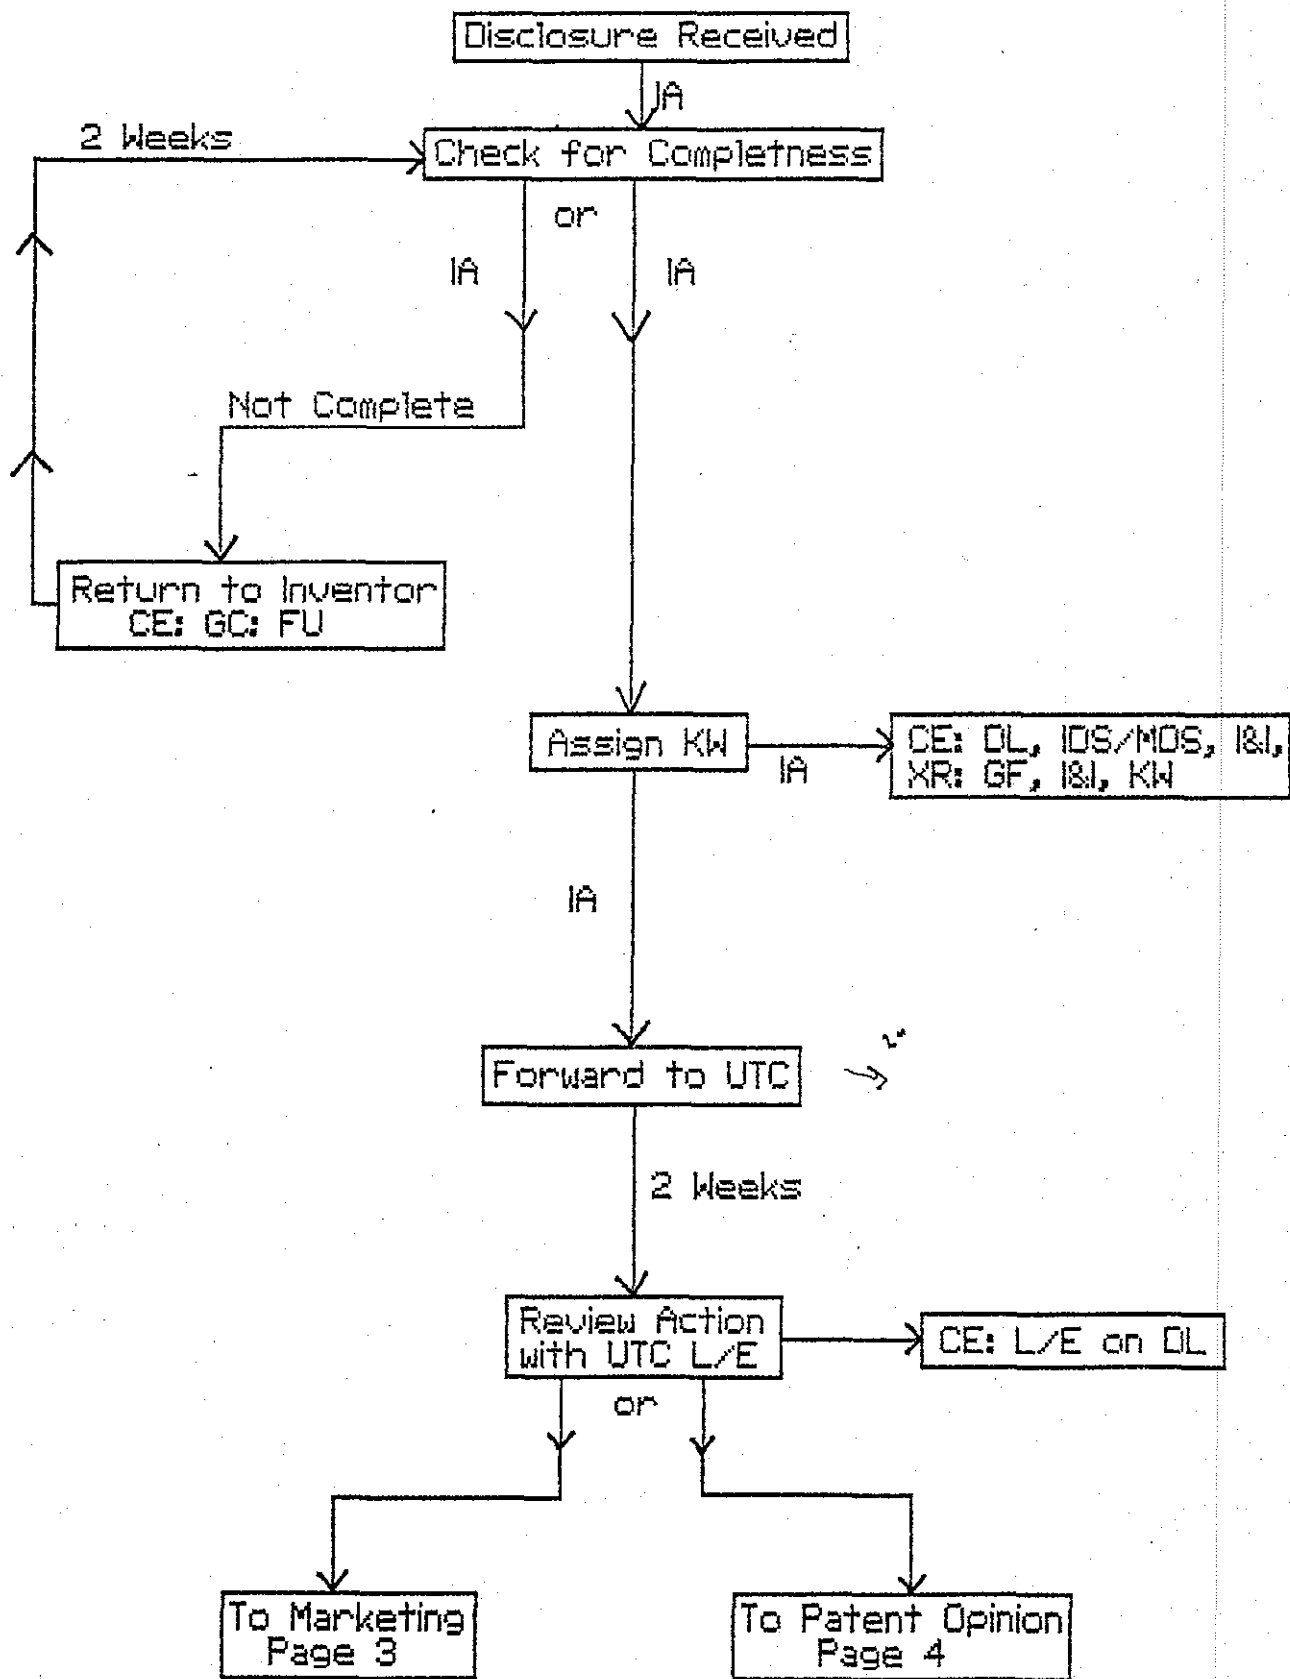 Disclosure Received
IA
2 Weeks
Check for Completness
or
IA
IA
Not Complete
Return to Inventor
CE: GC: FU
Assign KW
IA
CE: DL, IDS/MDS, I&I,
XR: GF, I&I, KW
IA
Forward to UTC
2 Weeks
Review Action
with UTC L/E
CE: L/E on DL
or
To Marketing
Page 3
To Patent Opinion
Page 4